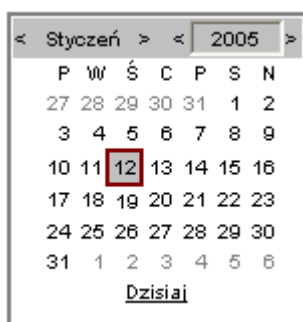 < Styczeń > < 2005 >
P W Ś C P S N
27 28 29 30 31 1 2
3 4 5 6 7 8 9
10 11 12 13 14 15 16
17 18 19 20 21 22 23
24 25 26 27 28 29 30
31 1 2 3 4 5 6
Dzisiaj